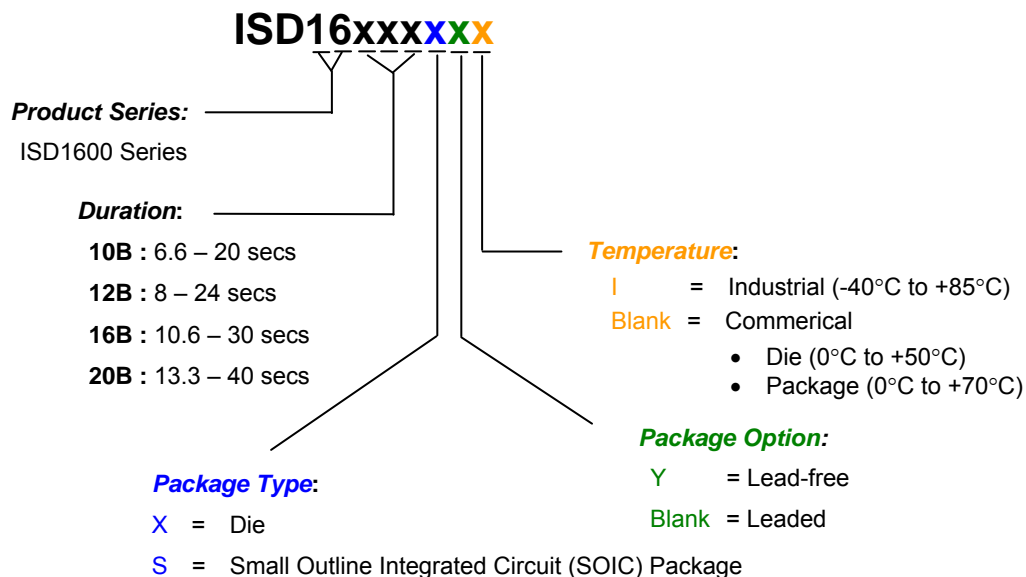 ISD16xxxxxx
Product Series:
ISD1600 Series
Duration:
10B : 6.6 – 20 secs
12B : 8 – 24 secs
16B : 10.6 – 30 secs
20B : 13.3 – 40 secs
Temperature:
I = Industrial (-40°C to +85°C)
Blank = Commerical
• Die (0°C to +50°C)
• Package (0°C to +70°C)
Package Option:
Y = Lead-free
Blank = Leaded
Package Type:
X = Die
S = Small Outline Integrated Circuit (SOIC) Package